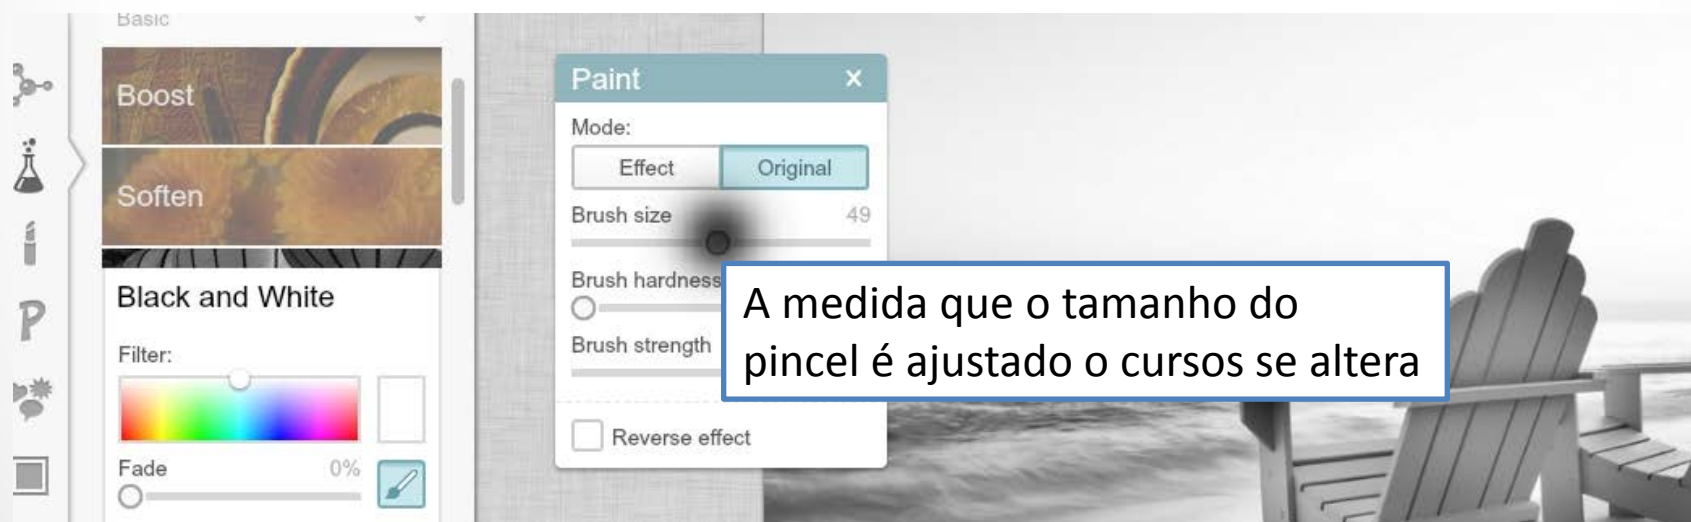 Basic
Boost
Soften
Black and White
Filter:
Fade 0%
Paint X
Mode:
Effect Original
Brush size 49
Brush hardness
Brush strength
Reverse effect
A medida que o tamanho do
pincel é ajustado o cursos se altera